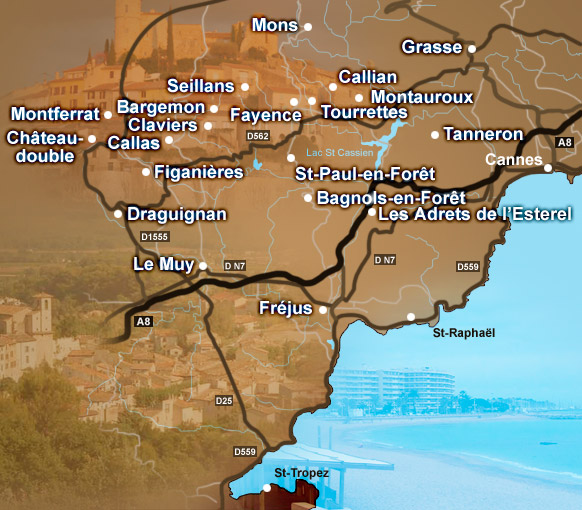 Mons
Grasse
Callian
Seillans
Montauroux
Bargemon
Fayence
Tourrettes
Montferrat
Claviers
Tanneron
Château-
double
Callas
D562
A8
Lac St Cassien
Cannes
Figanières
St-Paul-en-Forêt
Bagnols-en-Forêt
Draguignan
Les Adrets de l'Esterel
D1555
Le Muy
D N7
D N7
D559
Fréjus
A8
St-Raphaël
D25
D559
St-Tropez